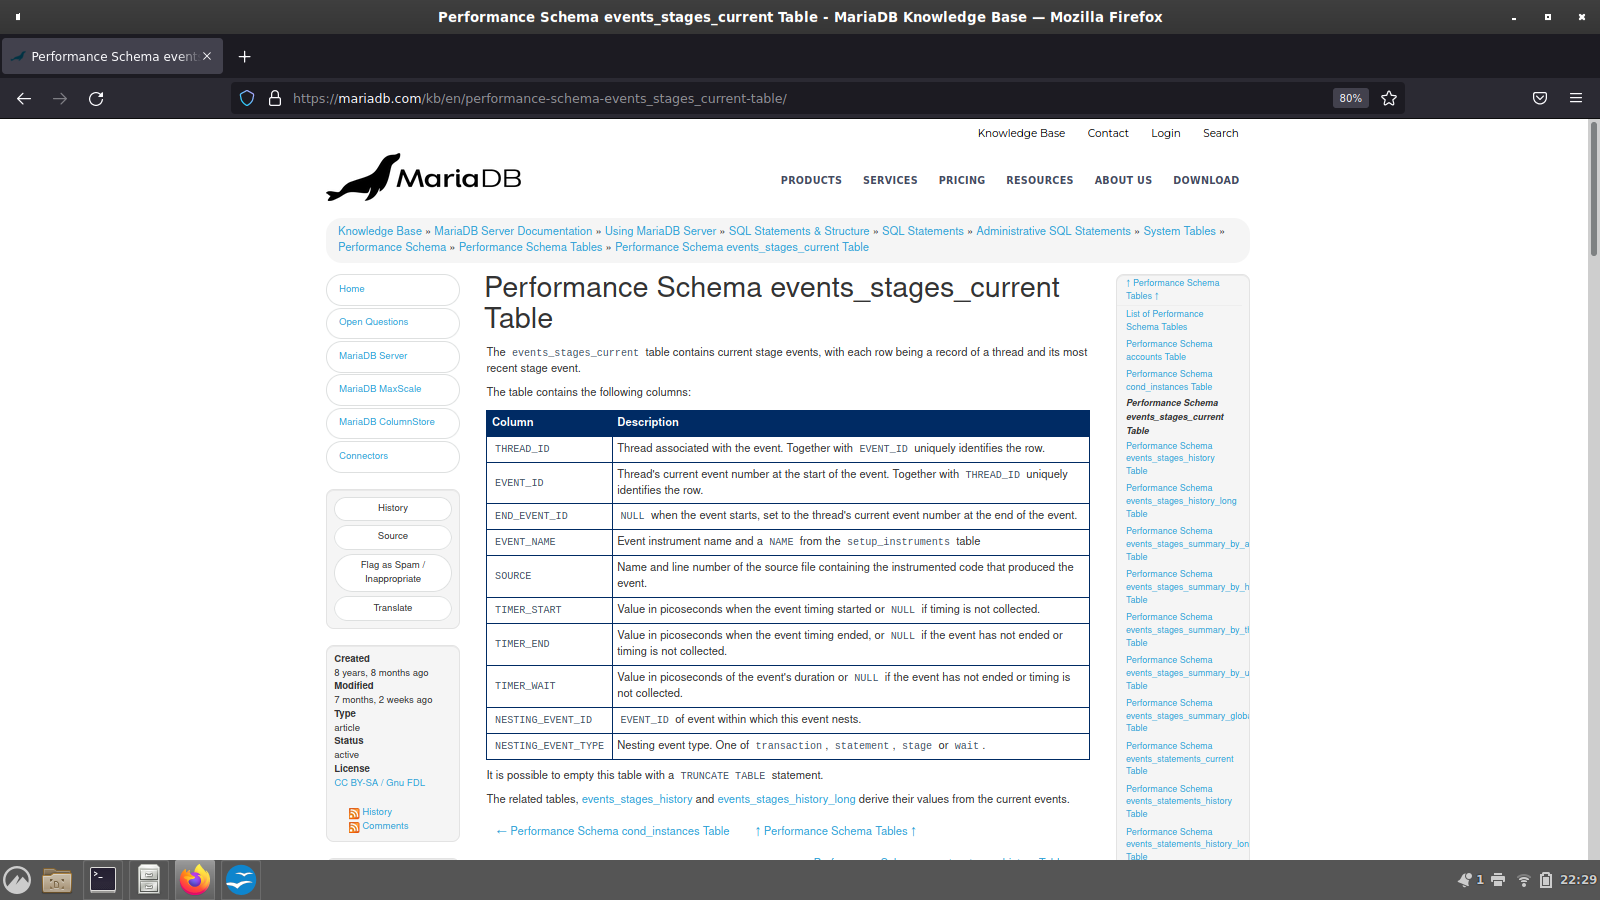 Performance Schema events_stages_current Table - MariaDB Knowledge Base — Mozilla Firefox
Performance Schema event
https://mariadb.com/kb/en/performance-schema-events_stages_current-table/
80%
Knowledge Base Contact Login Search
MariaDB
PRODUCTS SERVICES PRICING RESOURCES ABOUT US DOWNLOAD
Knowledge Base » MariaDB Server Documentation » Using MariaDB Server » SQL Statements & Structure » SQL Statements » Administrative SQL Statements » System Tables »
Performance Schema » Performance Schema Tables » Performance Schema events_stages_current Table
Home
Open Questions
MariaDB Server
MariaDB MaxScale
MariaDB ColumnStore
Connectors
History
Source
Flag as Spam /
Inappropriate
Translate
Created
8 years, 8 months ago
Modified
7 months, 2 weeks ago
Type
article
Status
active
License
CC BY-SA / Gnu FDL
History
Comments
Performance Schema events_stages_current
Table
The events_stages_current table contains current stage events, with each row being a record of a thread and its most
recent stage event.
The table contains the following columns:
Column Description
THREAD_ID Thread associated with the event. Together with EVENT_ID uniquely identifies the row.
EVENT_ID Thread's current event number at the start of the event. Together with THREAD_ID uniquely
identifies the row.
END_EVENT_ID NULL when the event starts, set to the thread's current event number at the end of the event.
EVENT_NAME Event instrument name and a NAME from the setup_instruments table
SOURCE Name and line number of the source file containing the instrumented code that produced the
event.
TIMER_START Value in picoseconds when the event timing started or NULL if timing is not collected.
TIMER_END Value in picoseconds when the event timing ended, or NULL if the event has not ended or
timing is not collected.
TIMER_WAIT Value in picoseconds of the event's duration or NULL if the event has not ended or timing is
not collected.
NESTING_EVENT_ID EVENT_ID of event within which this event nests.
NESTING_EVENT_TYPE Nesting event type. One of transaction, statement, stage or wait.
It is possible to empty this table with a TRUNCATE TABLE statement.
The related tables, events_stages_history and events_stages_history_long derive their values from the current events.
← Performance Schema cond_instances Table ↑ Performance Schema Tables ↑
↑ Performance Schema
Tables ↑
List of Performance
Schema Tables
Performance Schema
accounts Table
Performance Schema
cond_instances Table
Performance Schema
events_stages_current
Table
Performance Schema
events_stages_history
Table
Performance Schema
events_stages_history_long
Table
Performance Schema
events_stages_summary_by_a
Table
Performance Schema
events_stages_summary_by_h
Table
Performance Schema
events_stages_summary_by_t
Table
Performance Schema
events_stages_summary_by_u
Table
Performance Schema
events_stages_summary_globa
Table
Performance Schema
events_statements_current
Table
Performance Schema
events_statements_history
Table
Performance Schema
events_statements_history_lon
Table
1 22:29